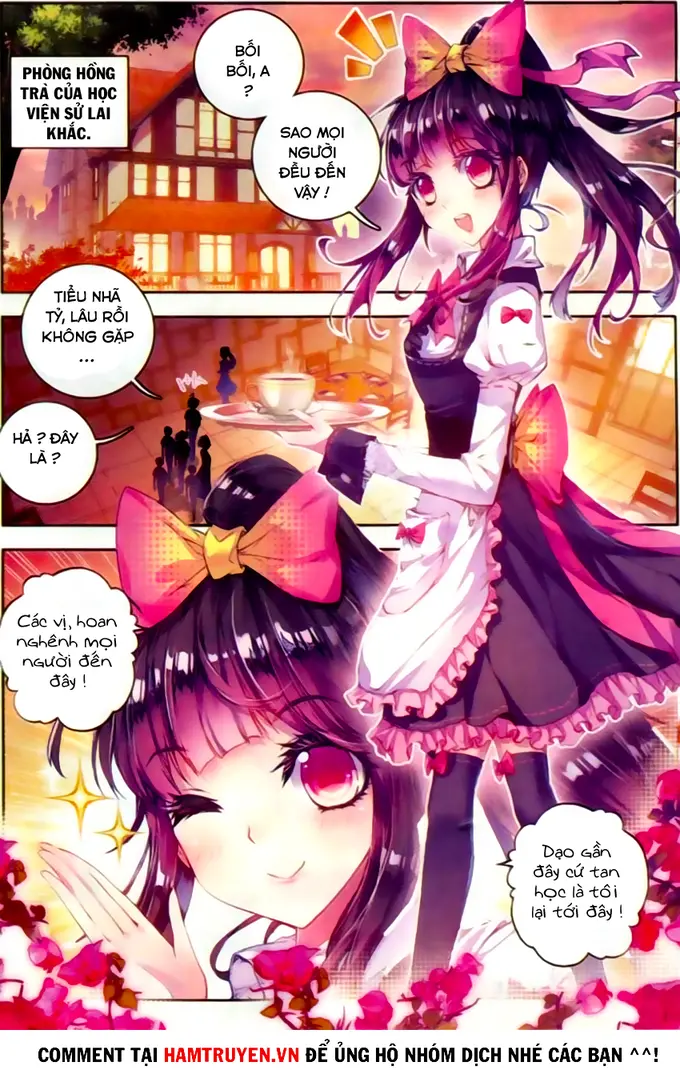 PHÒNG HỒNG
TRÀ CỦA HỌC
VIỆN SỬ LAI
KHẮC.
BỐI
BỐI, A
?
SAO MỌI
NGƯỜI
ĐỀU ĐẾN
VẬY !
TIỂU NHÃ
TỶ, LÂU RỒI
KHÔNG GẶP
...
HẢ ? ĐÂY
LÀ ?
Các vị, hoan
nghênh mọi
người đến
đây !
Dạo gần
đây cứ tan
học là tôi
lại tới đây !
COMMENT TẠI HAMTRUYEN.VN ĐỂ ỦNG HỘ NHÓM DỊCH NHÉ CÁC BẠN ^^!